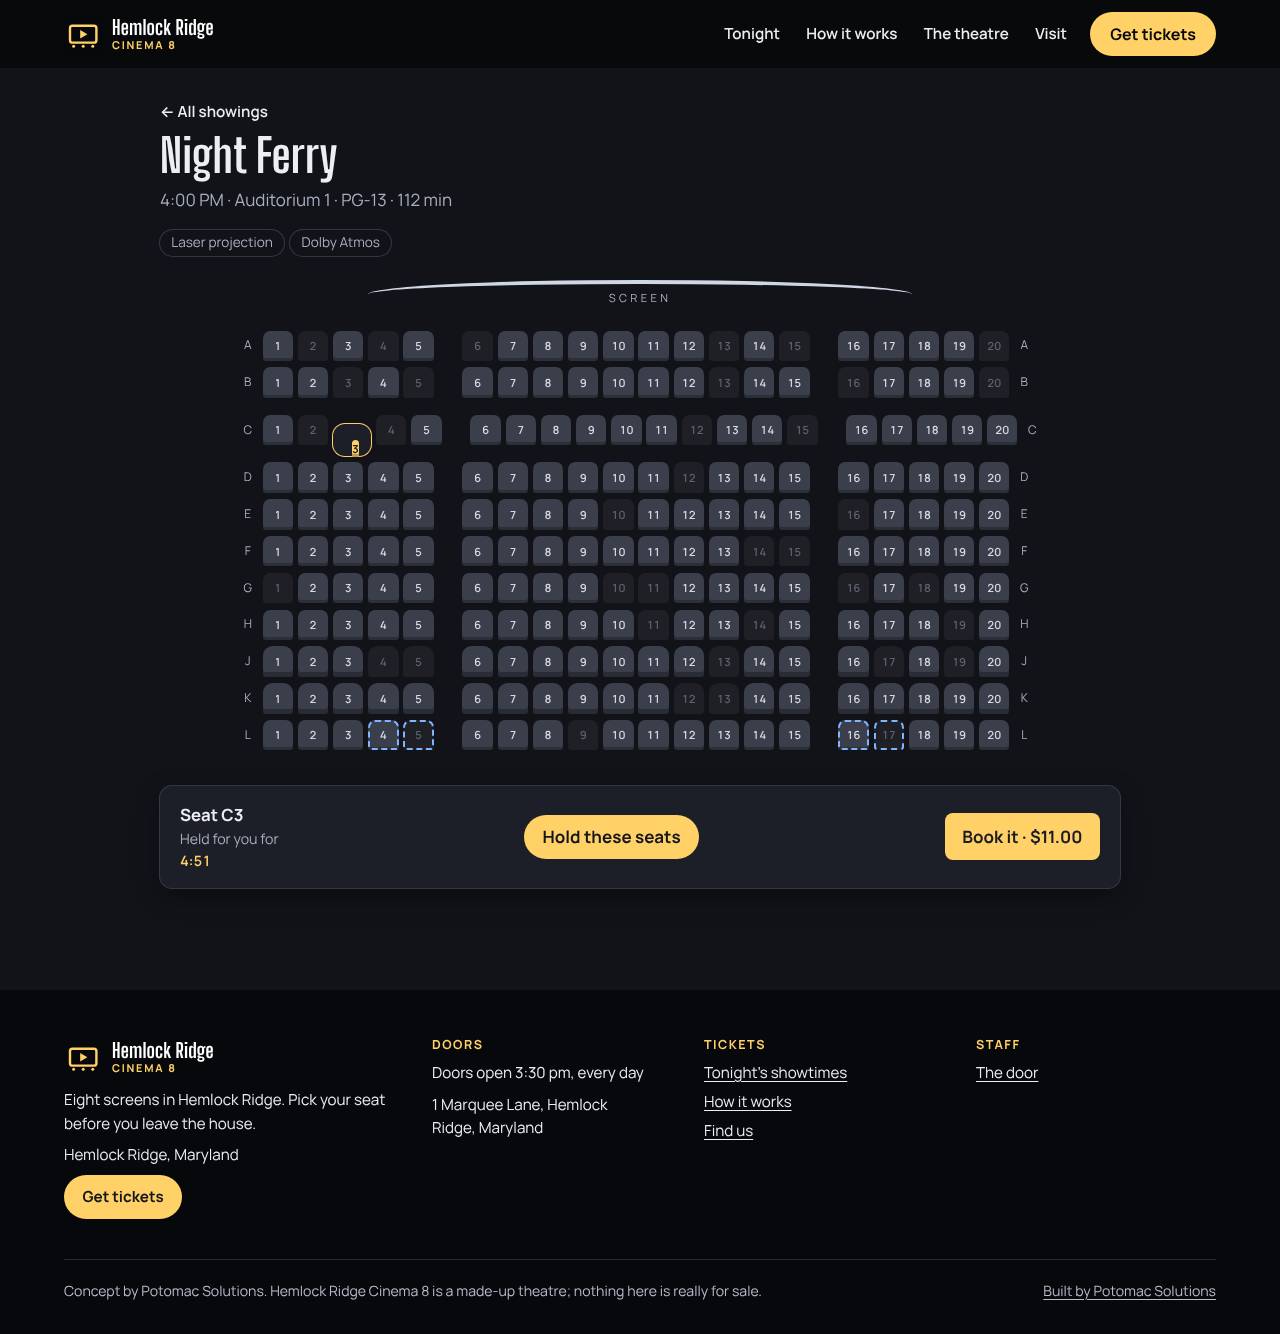 Hemlock Ridge
CINEMA 8
Tonight How it works The theatre Visit Get tickets
← All showings
Night Ferry
4:00 PM · Auditorium 1 · PG-13 · 112 min
Laser projection Dolby Atmos
SCREEN
A 1 2 3 4 5 6 7 8 9 10 11 12 13 14 15 16 17 18 19 20 A
B 1 2 3 4 5 6 7 8 9 10 11 12 13 14 15 16 17 18 19 20 B
C 1 2 3 4 5 6 7 8 9 10 11 12 13 14 15 16 17 18 19 20 C
D 1 2 3 4 5 6 7 8 9 10 11 12 13 14 15 16 17 18 19 20 D
E 1 2 3 4 5 6 7 8 9 10 11 12 13 14 15 16 17 18 19 20 E
F 1 2 3 4 5 6 7 8 9 10 11 12 13 14 15 16 17 18 19 20 F
G 1 2 3 4 5 6 7 8 9 10 11 12 13 14 15 16 17 18 19 20 G
H 1 2 3 4 5 6 7 8 9 10 11 12 13 14 15 16 17 18 19 20 H
J 1 2 3 4 5 6 7 8 9 10 11 12 13 14 15 16 17 18 19 20 J
K 1 2 3 4 5 6 7 8 9 10 11 12 13 14 15 16 17 18 19 20 K
L 1 2 3 4 5 6 7 8 9 10 11 12 13 14 15 16 17 18 19 20 L
Seat C3
Held for you for
4:51
Hold these seats
Book it · $11.00
Hemlock Ridge
CINEMA 8
Eight screens in Hemlock Ridge. Pick your seat
before you leave the house.
Hemlock Ridge, Maryland
Get tickets
DOORS
Doors open 3:30 pm, every day
1 Marquee Lane, Hemlock
Ridge, Maryland
TICKETS
Tonight's showtimes
How it works
Find us
STAFF
The door
Concept by Potomac Solutions. Hemlock Ridge Cinema 8 is a made-up theatre; nothing here is really for sale.
Built by Potomac Solutions